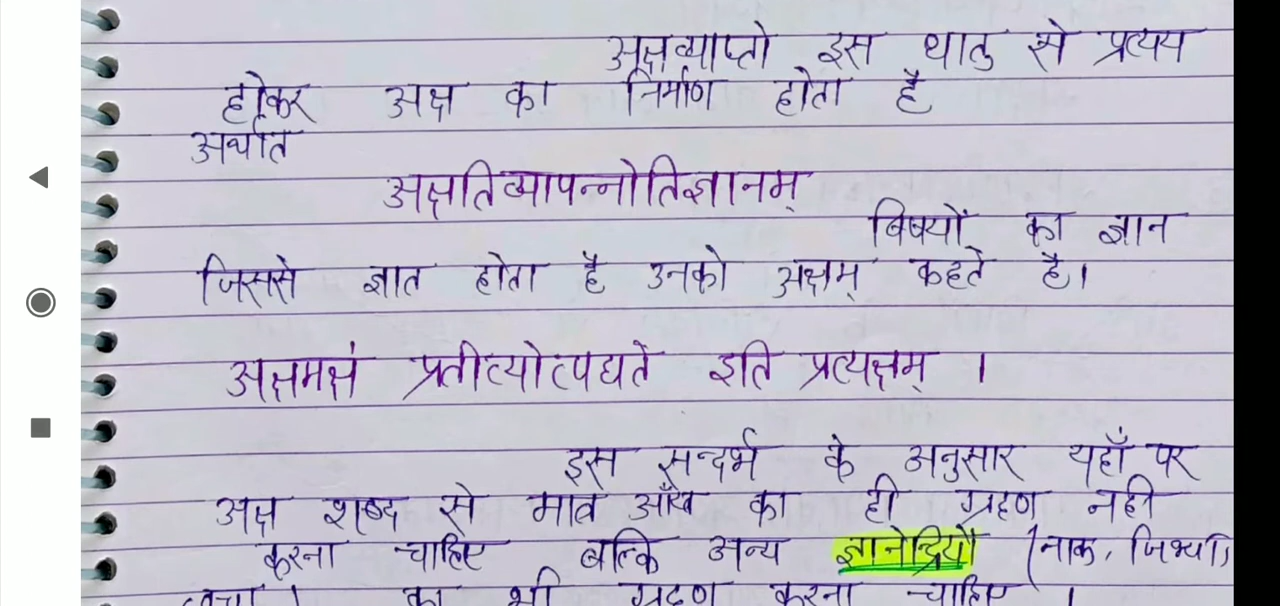 अक्षव्याप्तो इस धातु से प्रत्यय
होकर अक्ष का निर्माण होता है
अर्थात
अक्षतिव्यापन्नोतिज्ञानम्
बिषयों का ज्ञान
जिससे ज्ञात होता है उनको अक्षम् कहते है।
अक्षमक्षं प्रतीत्योत्पद्यते इति प्रत्यक्षम् ।
इस सन्दर्भ के अनुसार यहाँ पर
अक्ष शब्द से मात्र आँख का ही ग्रहण नही
करना चाहिए बल्कि अन्य ज्ञानेन्द्रियों (नाक,
का भी ग्रहण करना चाहिए ।